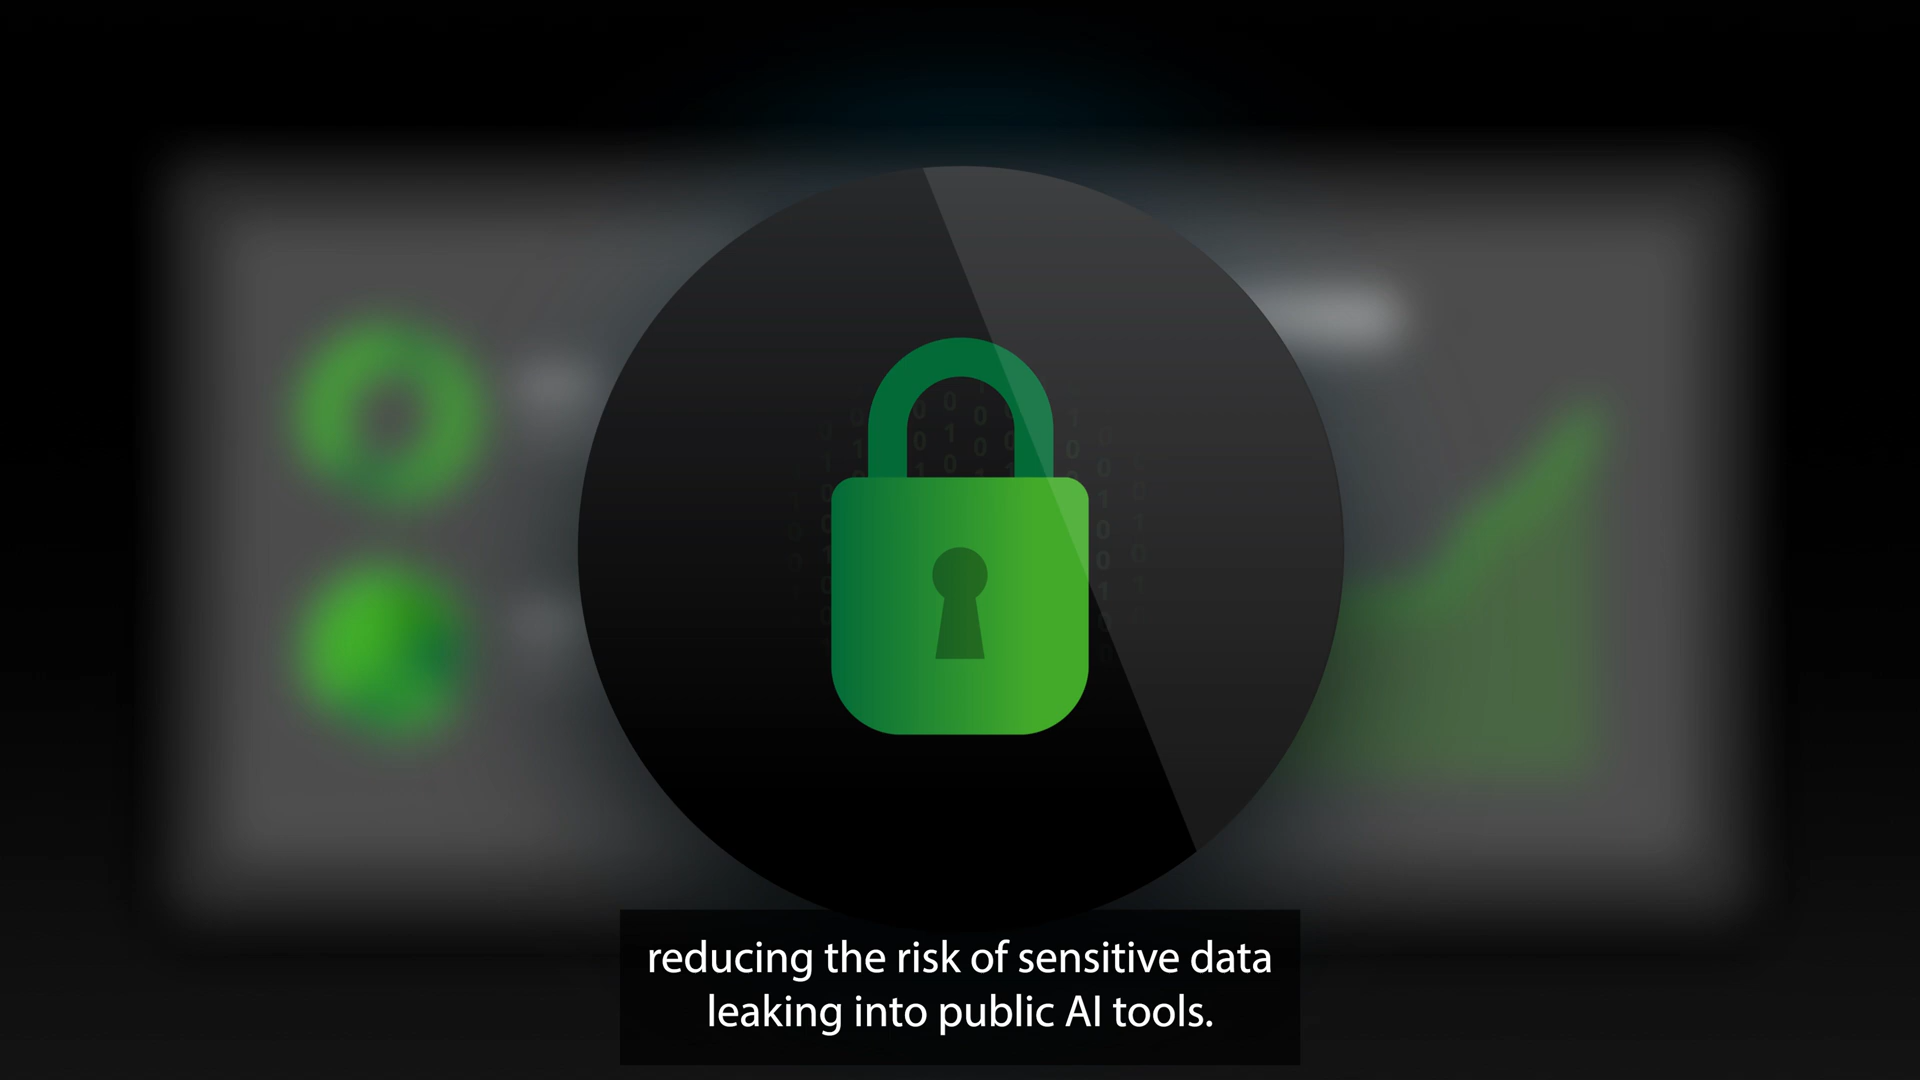 reducing the risk of sensitive data
leaking into public AI tools.